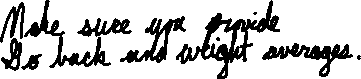 Make sure you provide
Go back and weight averages.